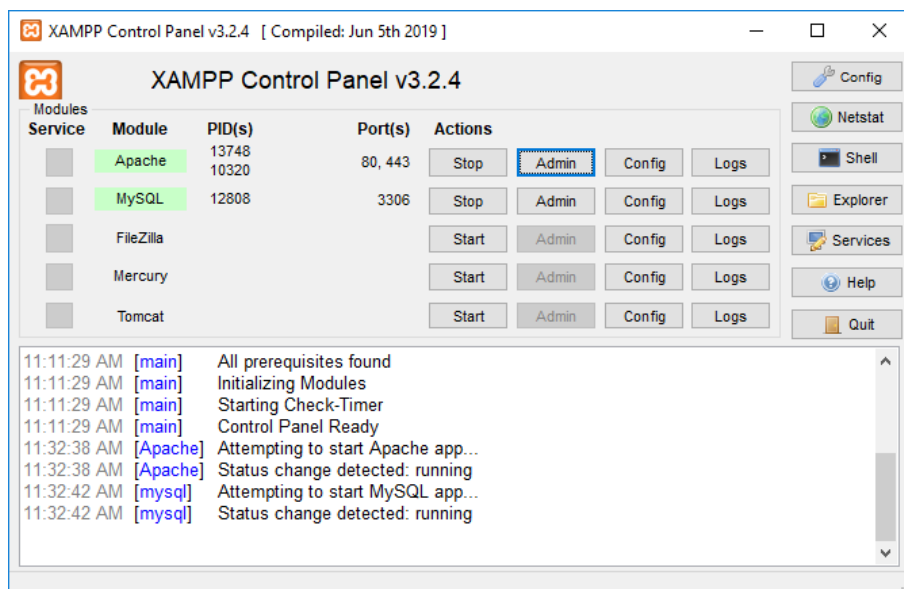 XAMPP Control Panel v3.2.4 [ Compiled: Jun 5th 2019 ]
XAMPP Control Panel v3.2.4
Config
Modules
Netstat
Service Module PID(s) Port(s) Actions
Apache 13748 10320 80, 443 Stop Admin Config Logs
Shell
MySQL 12808 3306 Stop Admin Config Logs
Explorer
FileZilla Start Admin Config Logs
Services
Mercury Start Admin Config Logs
Help
Tomcat Start Admin Config Logs
Quit
11:11:29 AM [main] All prerequisites found
11:11:29 AM [main] Initializing Modules
11:11:29 AM [main] Starting Check-Timer
11:11:29 AM [main] Control Panel Ready
11:32:38 AM [Apache] Attempting to start Apache app...
11:32:38 AM [Apache] Status change detected: running
11:32:42 AM [mysql] Attempting to start MySQL app...
11:32:42 AM [mysql] Status change detected: running